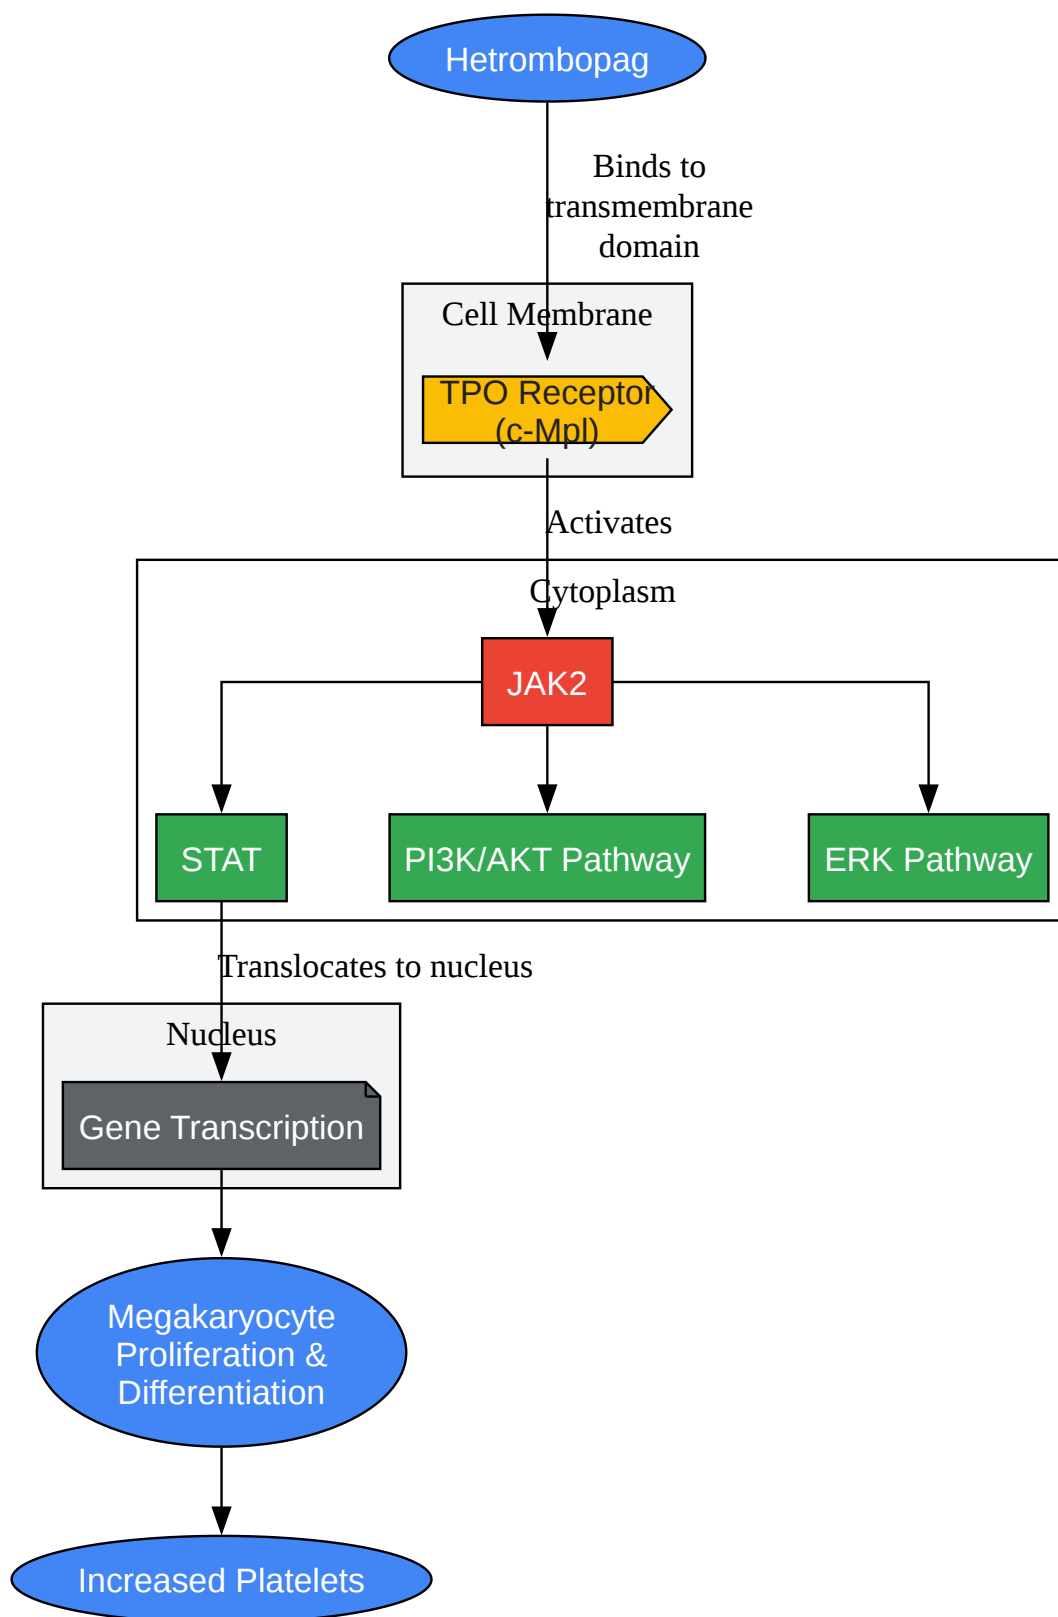 Hetrombopag
Binds to
transmembrane
domain
Cell Membrane
TPO Receptor
(c-Mpl)
Activates
Cytoplasm
JAK2
STAT
PI3K/AKT Pathway
ERK Pathway
Translocates to nucleus
Nucleus
Gene Transcription
Megakaryocyte
Proliferation &
Differentiation
Increased Platelets